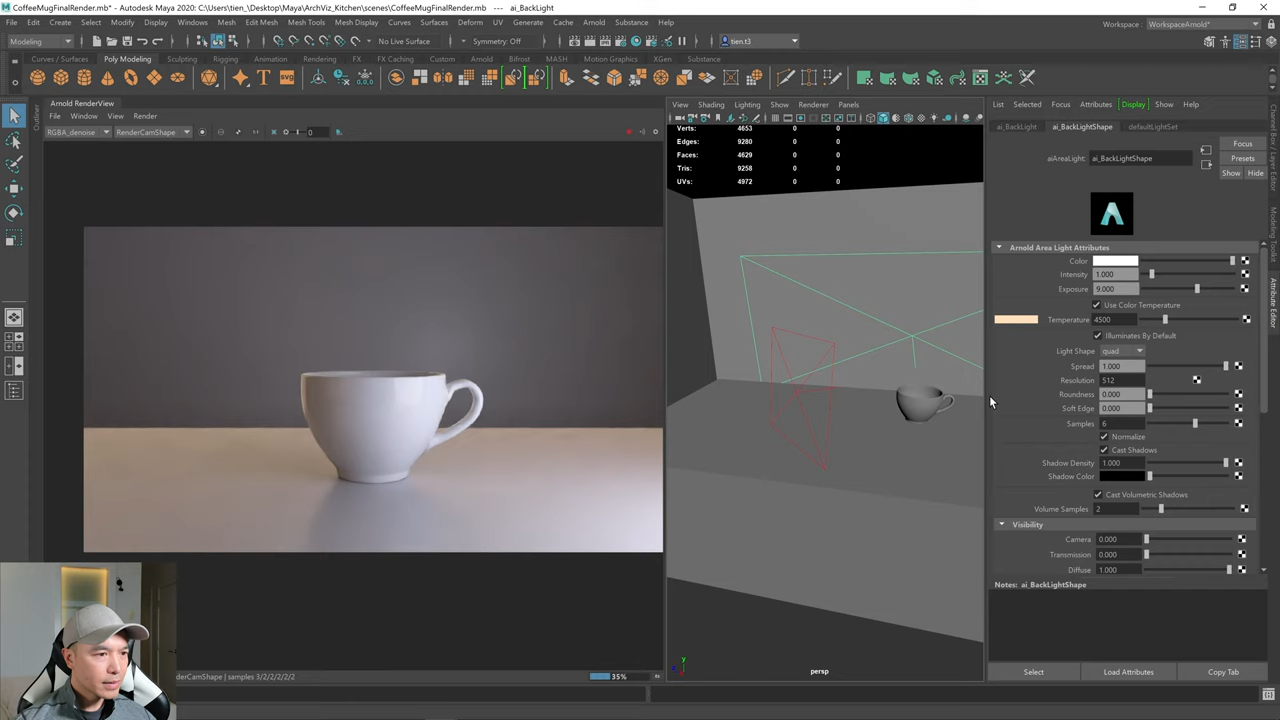 CoffeeMugFinalRender.mb* - Autodesk Maya 2020: C:\Users\tien_\Desktop\Maya\ArchViz_Kitchen\scenes\CoffeeMugFinalRender.mb --- ai_BackLight
File Edit Create Select Modify Display Windows Mesh Edit Mesh Mesh Tools Mesh Display Curves Surfaces Deform UV Generate Cache Arnold Substance Help
Workspace : WorkspaceArnold*
Modeling No Live Surface Symmetry: Off tien.t3
Curves / Surfaces Poly Modeling Sculpting Rigging Animation Rendering FX FX Caching Custom Arnold Bifrost MASH Motion Graphics XGen Substance
Arnold RenderView
File Window View Render
RGBA_denoise RenderCamShape 0
View Shading Lighting Show Renderer Panels
Verts: 4653 0 0
Edges: 9280 0 0
Faces: 4629 0 0
Tris: 9258 0 0
UVs: 4972 0 0
persp
derCamShape | samples 3/2/2/2/2/2
35%
Outliner
List Selected Focus Attributes Display Show Help
ai_BackLight ai_BackLightShape defaultLightSet
Focus
aiAreaLight: ai_BackLightShape
Presets
Show Hide
Arnold Area Light Attributes
Color
Intensity 1.000
Exposure 9.000
Use Color Temperature
Temperature 4500
Illuminates By Default
Light Shape quad
Spread 1.000
Resolution 512
Roundness 0.000
Soft Edge 0.000
Samples 6
Normalize
Cast Shadows
Shadow Density 1.000
Shadow Color
Cast Volumetric Shadows
Volume Samples 2
Visibility
Camera 0.000
Transmission 0.000
Diffuse 1.000
Notes: ai_BackLightShape
Select Load Attributes Copy Tab
Channel Box / Layer Editor
Modeling Toolkit
Attribute Editor